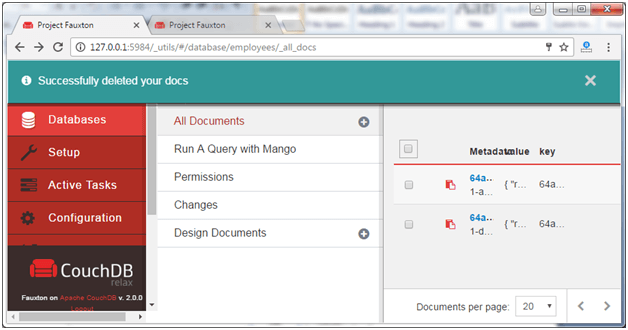 Project Fauxton
Project Fauxton
127.0.0.1:5984/_utils/#/database/employees/_all_docs
Successfully deleted your docs
Databases
Setup
Active Tasks
Configuration
CouchDB
relax
Fauxton on Apache CouchDB v. 2.0.0
Logout
All Documents
Run A Query with Mango
Permissions
Changes
Design Documents
Metadata value key
64a.. { "r... 64a...
1-a...
64a.. { "r... 64a...
1-d...
Documents per page: 20